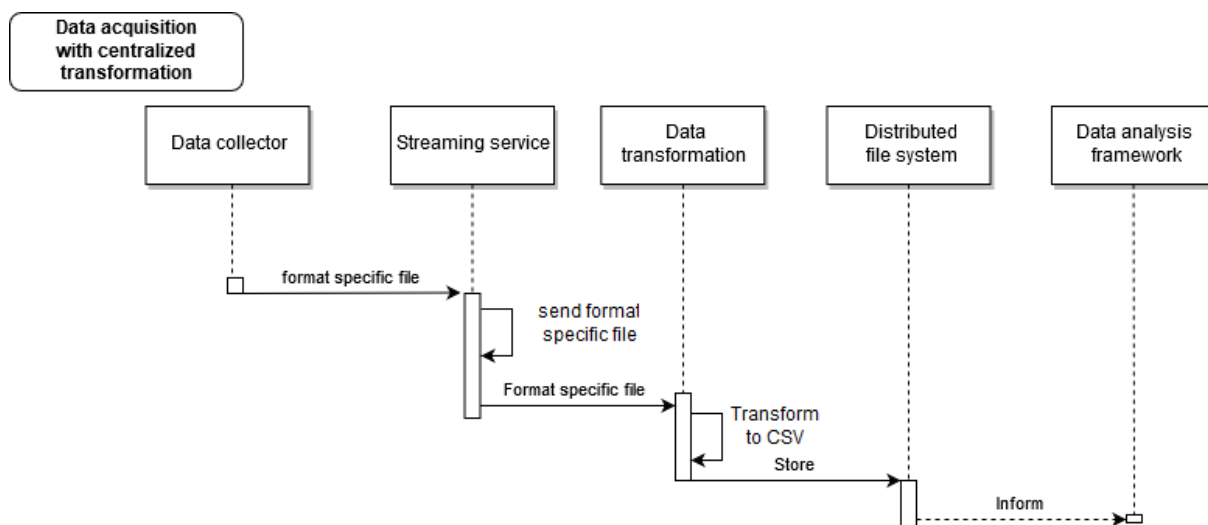 Data acquisition
with centralized
transformation
Data collector
Streaming service
Data
transformation
Distributed
file system
Data analysis
framework
format specific file
send format
specific file
Format specific file
Transform
to CSV
Store
Inform